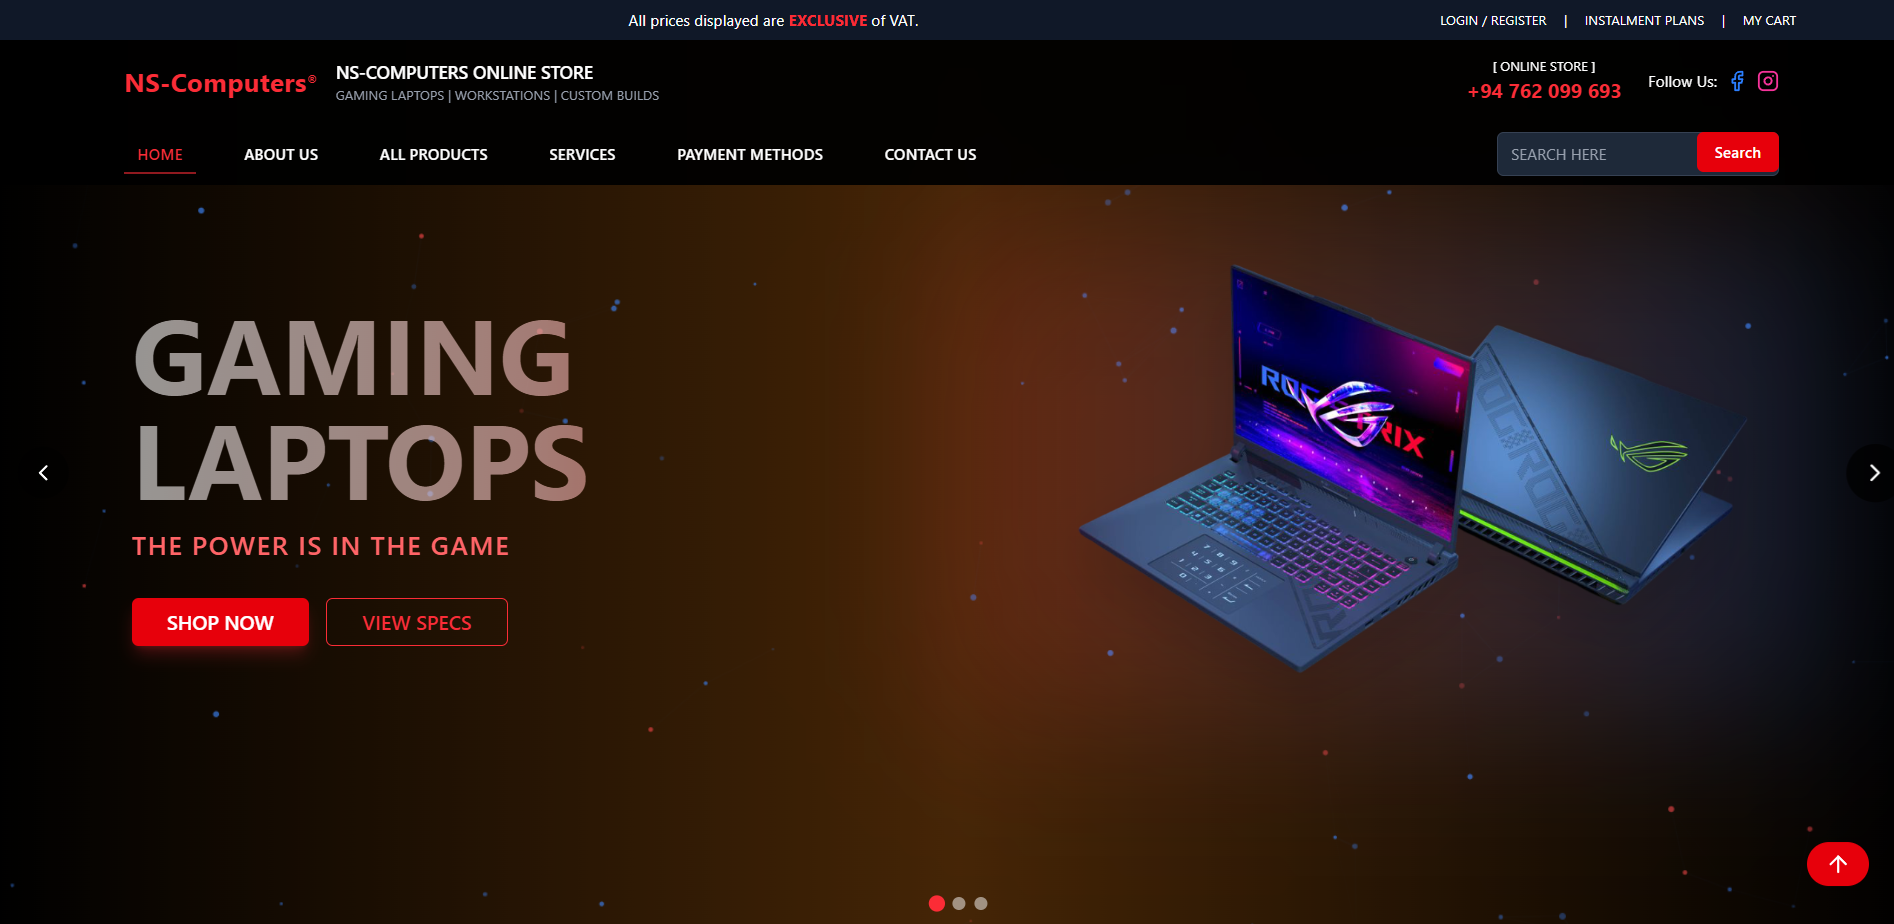 All prices displayed are EXCLUSIVE of VAT.
LOGIN / REGISTER | INSTALMENT PLANS | MY CART
NS-Computers®
NS-COMPUTERS ONLINE STORE
GAMING LAPTOPS | WORKSTATIONS | CUSTOM BUILDS
[ ONLINE STORE ]
+94 762 099 693
Follow Us:
HOME ABOUT US ALL PRODUCTS SERVICES PAYMENT METHODS CONTACT US
SEARCH HERE Search
GAMING
LAPTOPS
THE POWER IS IN THE GAME
SHOP NOW VIEW SPECS
ROG